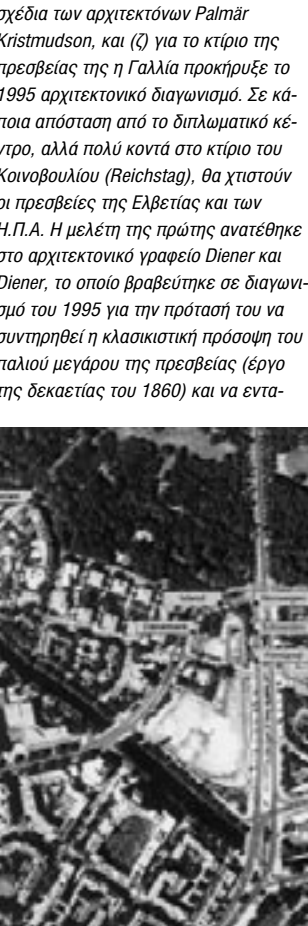 σχέδια των αρχιτεκτόνων Palmär
Kristmudson, και (ζ) για το κτίριο της
πρεσβείας της η Γαλλία προκήρυξε το
1995 αρχιτεκτονικό διαγωνισμό. Σε κά-
ποια απόσταση από το διπλωματικό κέ-
ντρο, αλλά πολύ κοντά στο κτίριο του
Κοινοβουλίου (Reichstag), θα χτιστούν
οι πρεσβείες της Ελβετίας και των
Η.Π.Α. Η μελέτη της πρώτης ανατέθηκε
στο αρχιτεκτονικό γραφείο Diener και
Diener, το οποίο βραβεύτηκε σε διαγωνι-
σμό του 1995 για την πρότασή του να
συντηρηθεί η κλασικιστική πρόσοψη του
παλιού μεγάρου της πρεσβείας (έργο
της δεκαετίας του 1860) και να εντα-